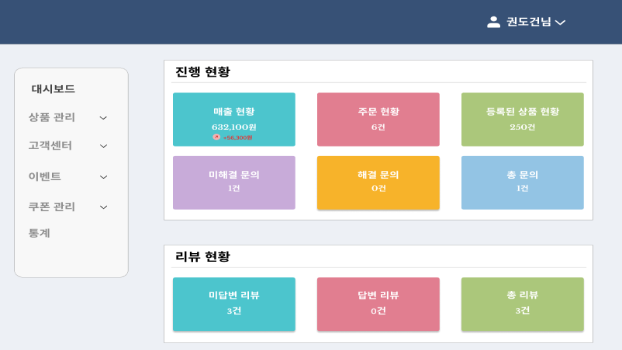 권도건님
대시보드
상품 관리
고객센터
이벤트
쿠폰 관리
통계
진행 현황
매출 현황
632,100원
주문 현황
6건
등록된 상품 현황
250건
미해결 문의
1건
해결 문의
0건
총 문의
1건
리뷰 현황
미답변 리뷰
3건
답변 리뷰
0건
총 리뷰
3건